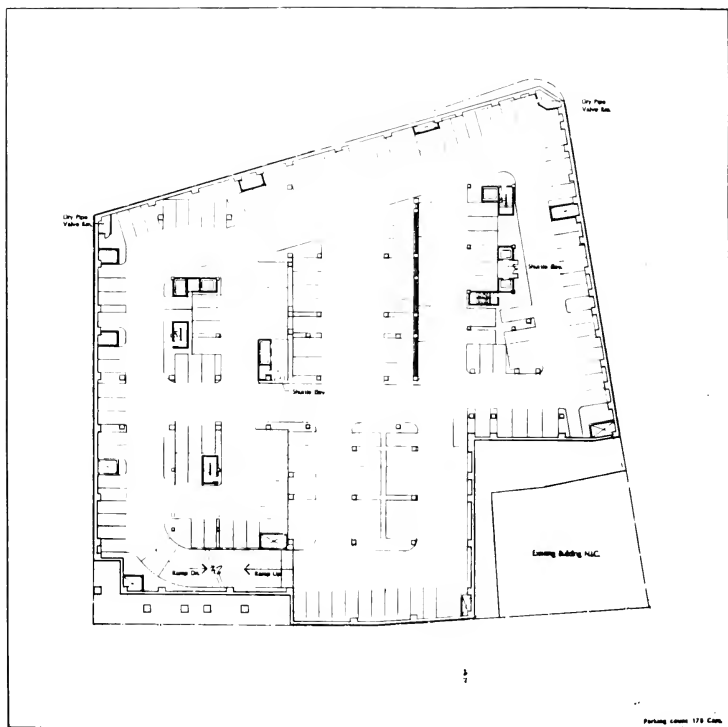 Dry Pipe
Valve Rm.
Dry Pipe
Valve Rm.
Shuttle Elev.
Shuttle Elev.
Existing Building N.I.C.
Ramp Dn.
Ramp Up
Parking count 178 Cars